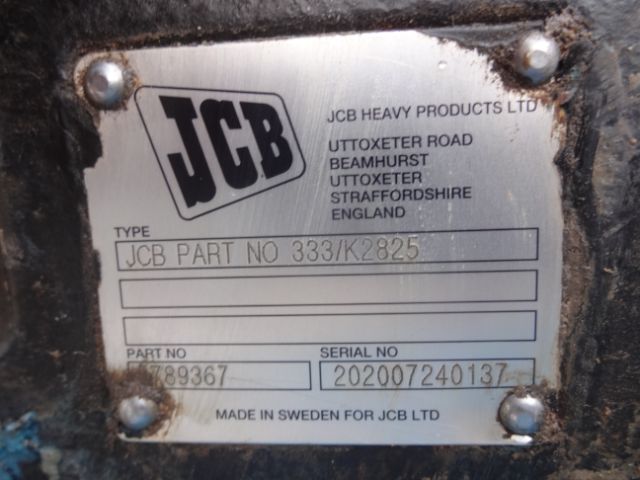 JCB
JCB HEAVY PRODUCTS LTD
UTTOXETER ROAD
BEAMHURST
UTTOXETER
STRAFFORDSHIRE
ENGLAND
TYPE
JCB PART NO 333/K2825
PART NO
SERIAL NO
202007240137
MADE IN SWEDEN FOR JCB LTD